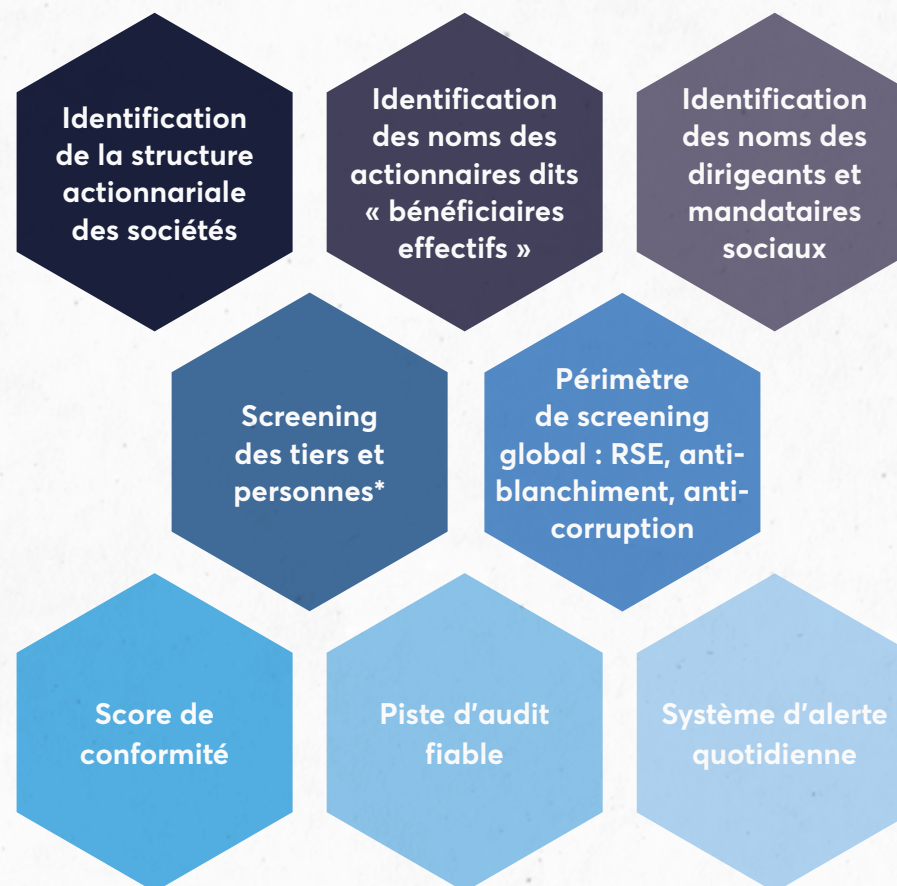 Identification
de la structure
actionnariale
des sociétés
Identification
des noms des
actionnaires dits
« bénéficiaires
effectifs »
Identification
des noms des
dirigeants et
mandataires
sociaux
Screening
des tiers et
personnes*
Périmètre
de screening
global : RSE, anti-
blanchiment, anti-
corruption
Score de
conformité
Piste d’audit
fiable
Système d’alerte
quotidienne